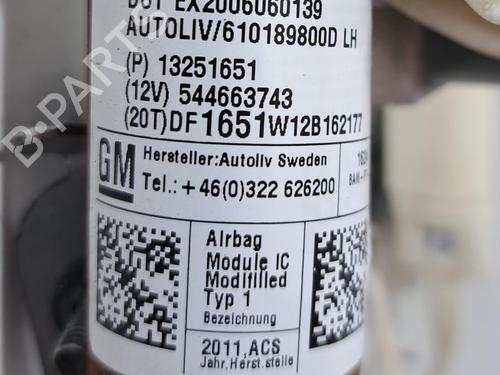 DOT EX2006060139
AUTOLIV/610189800D LH
(P) 13251651
(12V) 544663743
(20T)DF1651W12B162177
GM
Hersteller:Autoliv Sweden
Tel.:+46(0)322 626200
Airbag
Module IC
Modifilled
Typ 1
Bezeichnung
2011,ACS
Jahr,Herst.stelle
B-PARTS